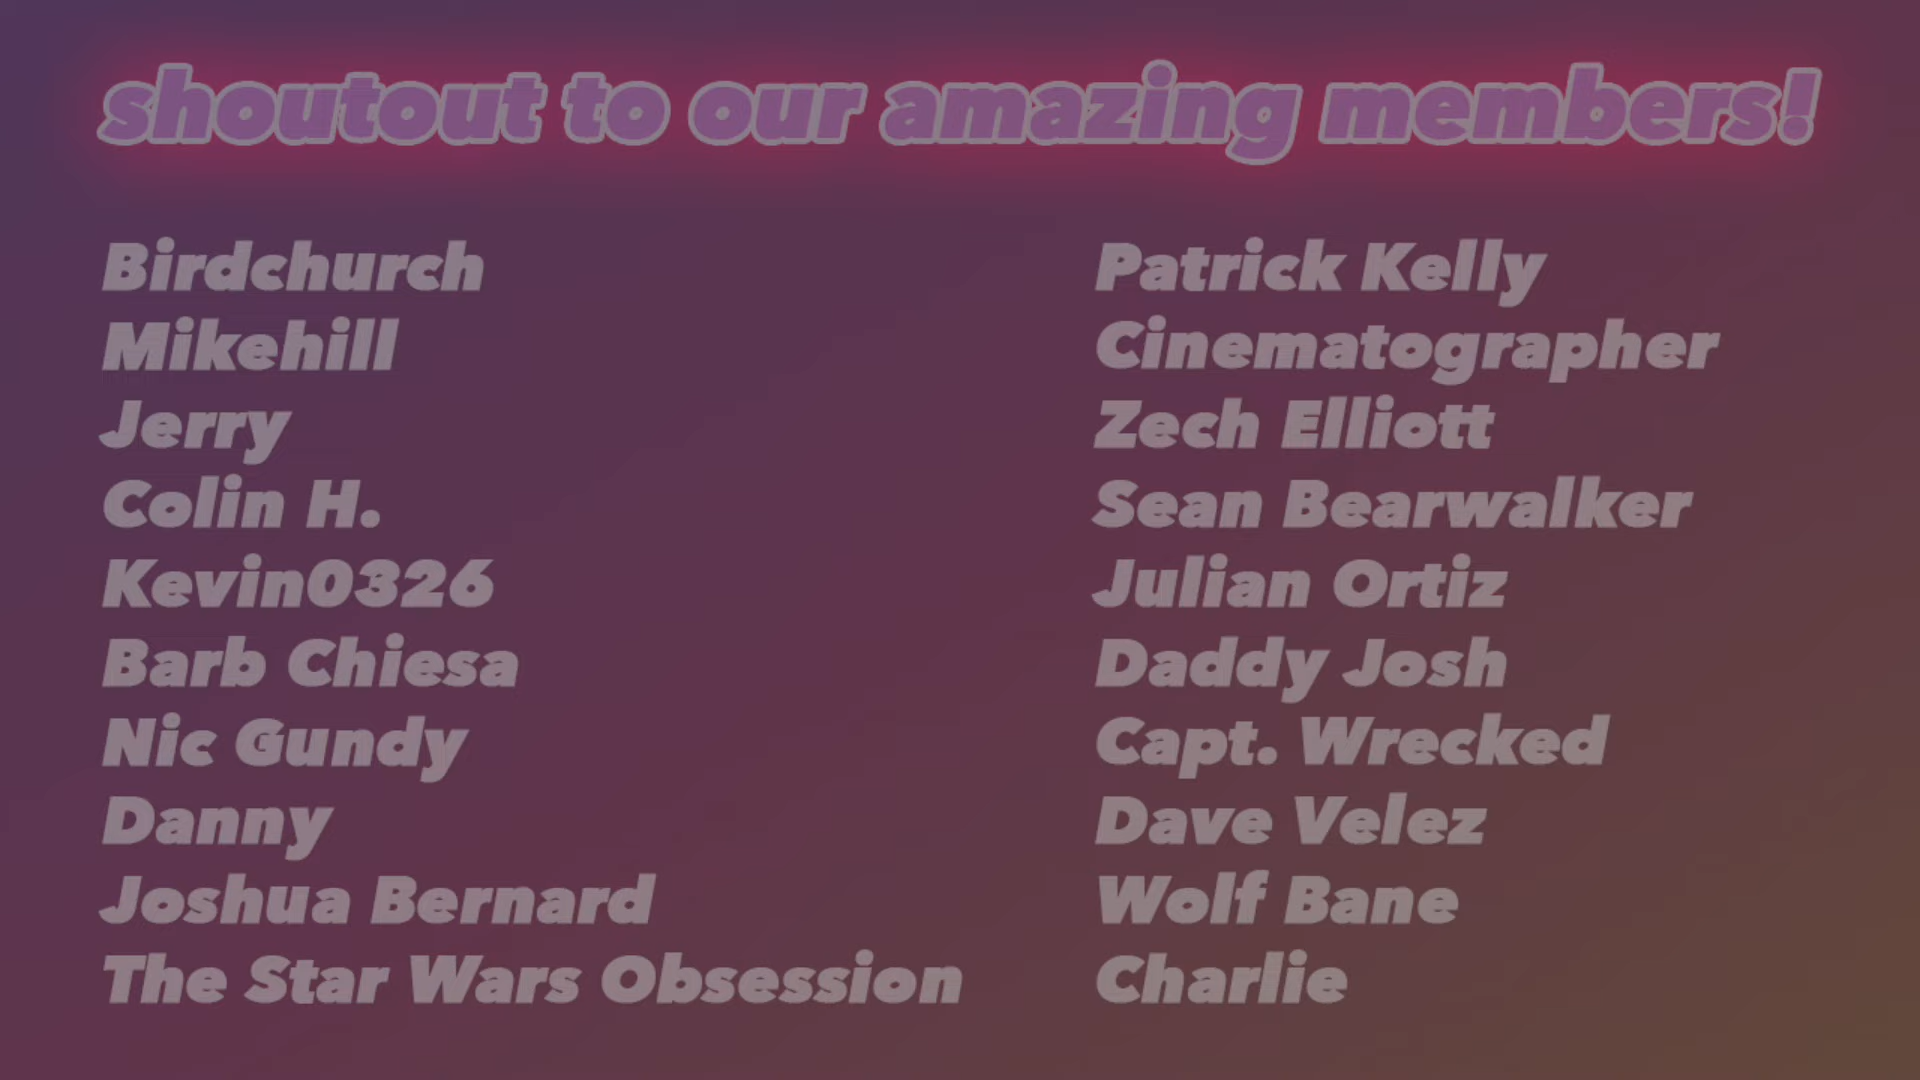 shoutout to our amazing members!
Birdchurch
Mikehill
Jerry
Colin H.
Kevin0326
Barb Chiesa
Nic Gundy
Danny
Joshua Bernard
The Star Wars Obsession
Patrick Kelly
Cinematographer
Zech Elliott
Sean Bearwalker
Julian Ortiz
Daddy Josh
Capt. Wrecked
Dave Velez
Wolf Bane
Charlie